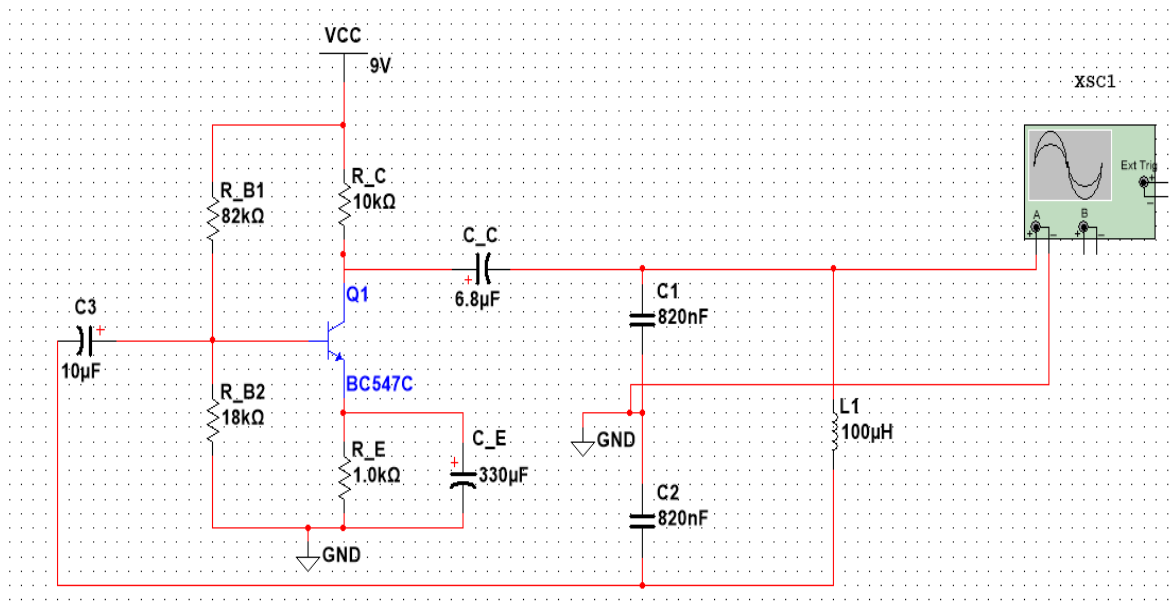 VCC
9V
XSC1
Ext Trig
+
-
A
B
+
-
+
-
R_B1
82kΩ
R_C
10kΩ
C_C
+
6.8µF
Q1
C1
820nF
C3
+
10µF
BC547C
R_B2
18kΩ
L1
100µH
GND
C_E
+
330µF
R_E
1.0kΩ
C2
820nF
GND